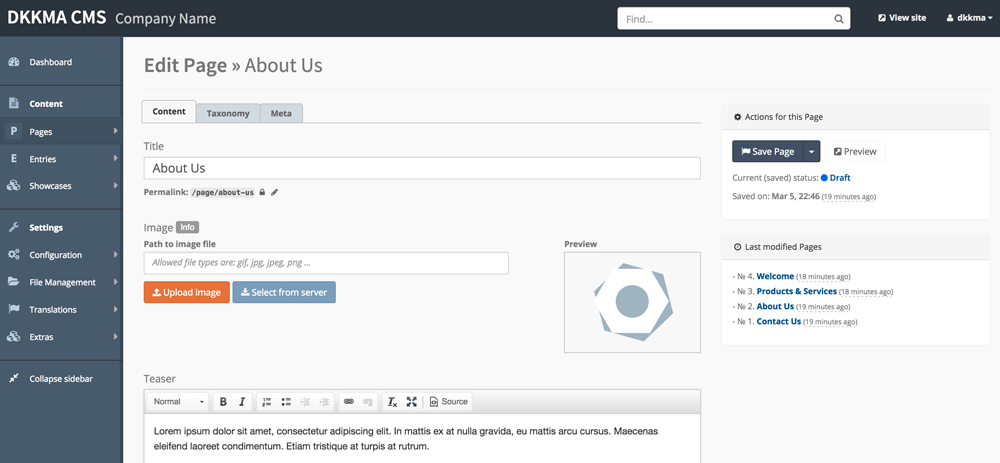 DKKMA CMS Company Name
Find...
View site
dkkma
Dashboard
Content
P Pages
E Entries
Showcases
Settings
Configuration
File Management
Translations
Extras
Collapse sidebar
Edit Page » About Us
Content Taxonomy Meta
Title
About Us
Permalink: /page/about-us
Image Info
Path to image file
Allowed file types are: gif, jpg, jpeg, png ...
Upload image Select from server
Preview
Teaser
Normal B I Source
Lorem ipsum dolor sit amet, consectetur adipiscing elit. In mattis ex at nulla gravida, eu mattis arcu cursus. Maecenas
eleifend laoreet condimentum. Etiam tristique at turpis at rutrum.
Actions for this Page
Save Page Preview
Current (saved) status: Draft
Saved on: Mar 5, 22:46 (19 minutes ago)
Last modified Pages
- № 4. Welcome (18 minutes ago)
- № 3. Products & Services (18 minutes ago)
- № 2. About Us (19 minutes ago)
- № 1. Contact Us (19 minutes ago)